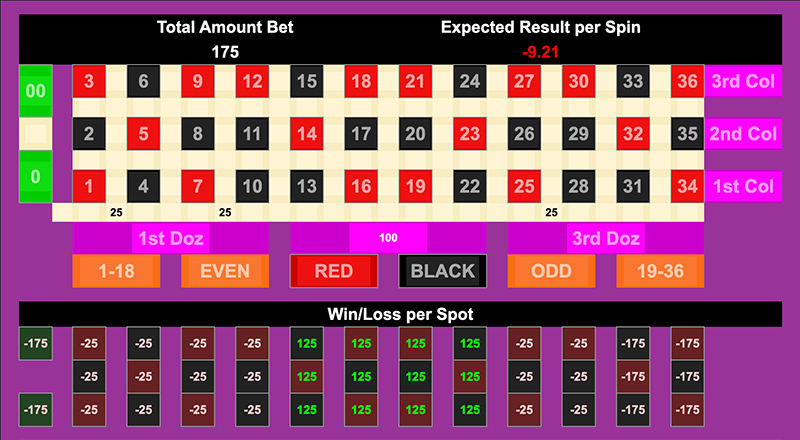 Total Amount Bet Expected Result per Spin
175 -9.21
00 3 6 9 12 15 18 21 24 27 30 33 36 3rd Col
2 5 8 11 14 17 20 23 26 29 32 35 2nd Col
0 1 4 7 10 13 16 19 22 25 28 31 34 1st Col
25 25 25
1st Doz 100 3rd Doz
1-18 EVEN RED BLACK ODD 19-36
Win/Loss per Spot
-175 -25 -25 -25 -25 125 125 125 125 -25 -25 -175 -175
-25 -25 -25 -25 125 125 125 125 -25 -25 -175 -175
-175 -25 -25 -25 -25 125 125 125 125 -25 -25 -175 -175